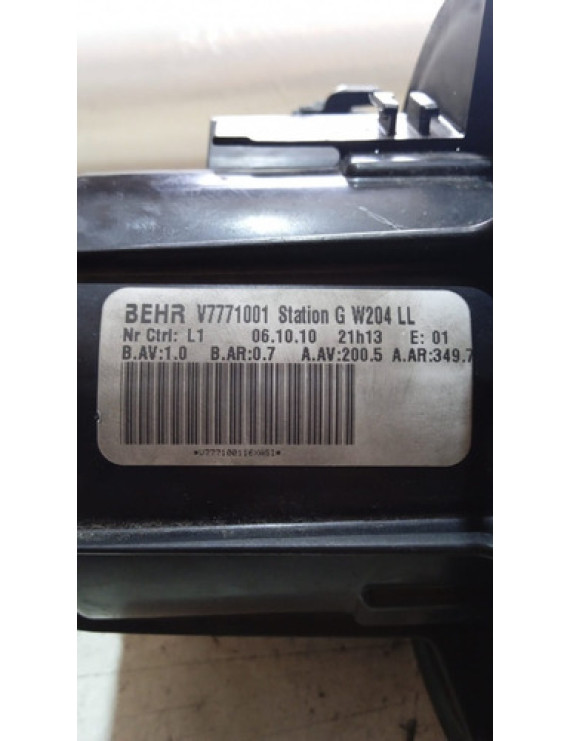 BEHR V7771001 Station G W204 LL
Nr Ctrl: L1 06.10.10 21h13 E: 01
B.AV:1.0 B.AR:0.7 A.AV:200.5 A.AR:349.7